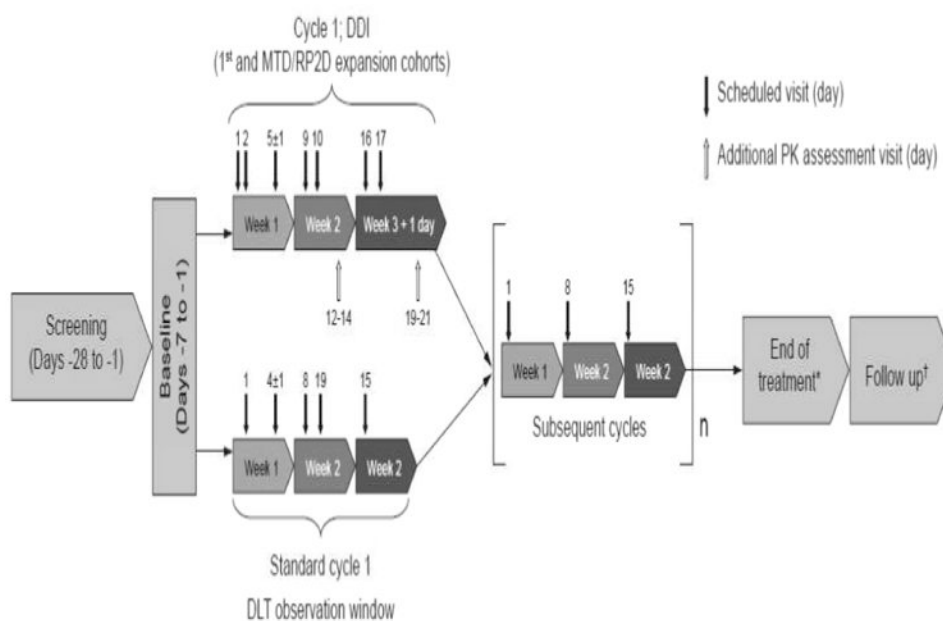 Cycle 1; DDI
(1st and MTD/RP2D expansion cohorts)
Scheduled visit (day)
Additional PK assessment visit (day)
1 2 5±1 9 10 16 17
Week 1 Week 2 Week 3 + 1 day
12-14 19-21
Screening
(Days -28 to -1)
Baseline
(Days -7 to -1)
1 8 15
Week 1 Week 2 Week 2
Subsequent cycles
n
End of
treatment*
Follow up†
1 4±1 8 19 15
Week 1 Week 2 Week 2
Standard cycle 1
DLT observation window